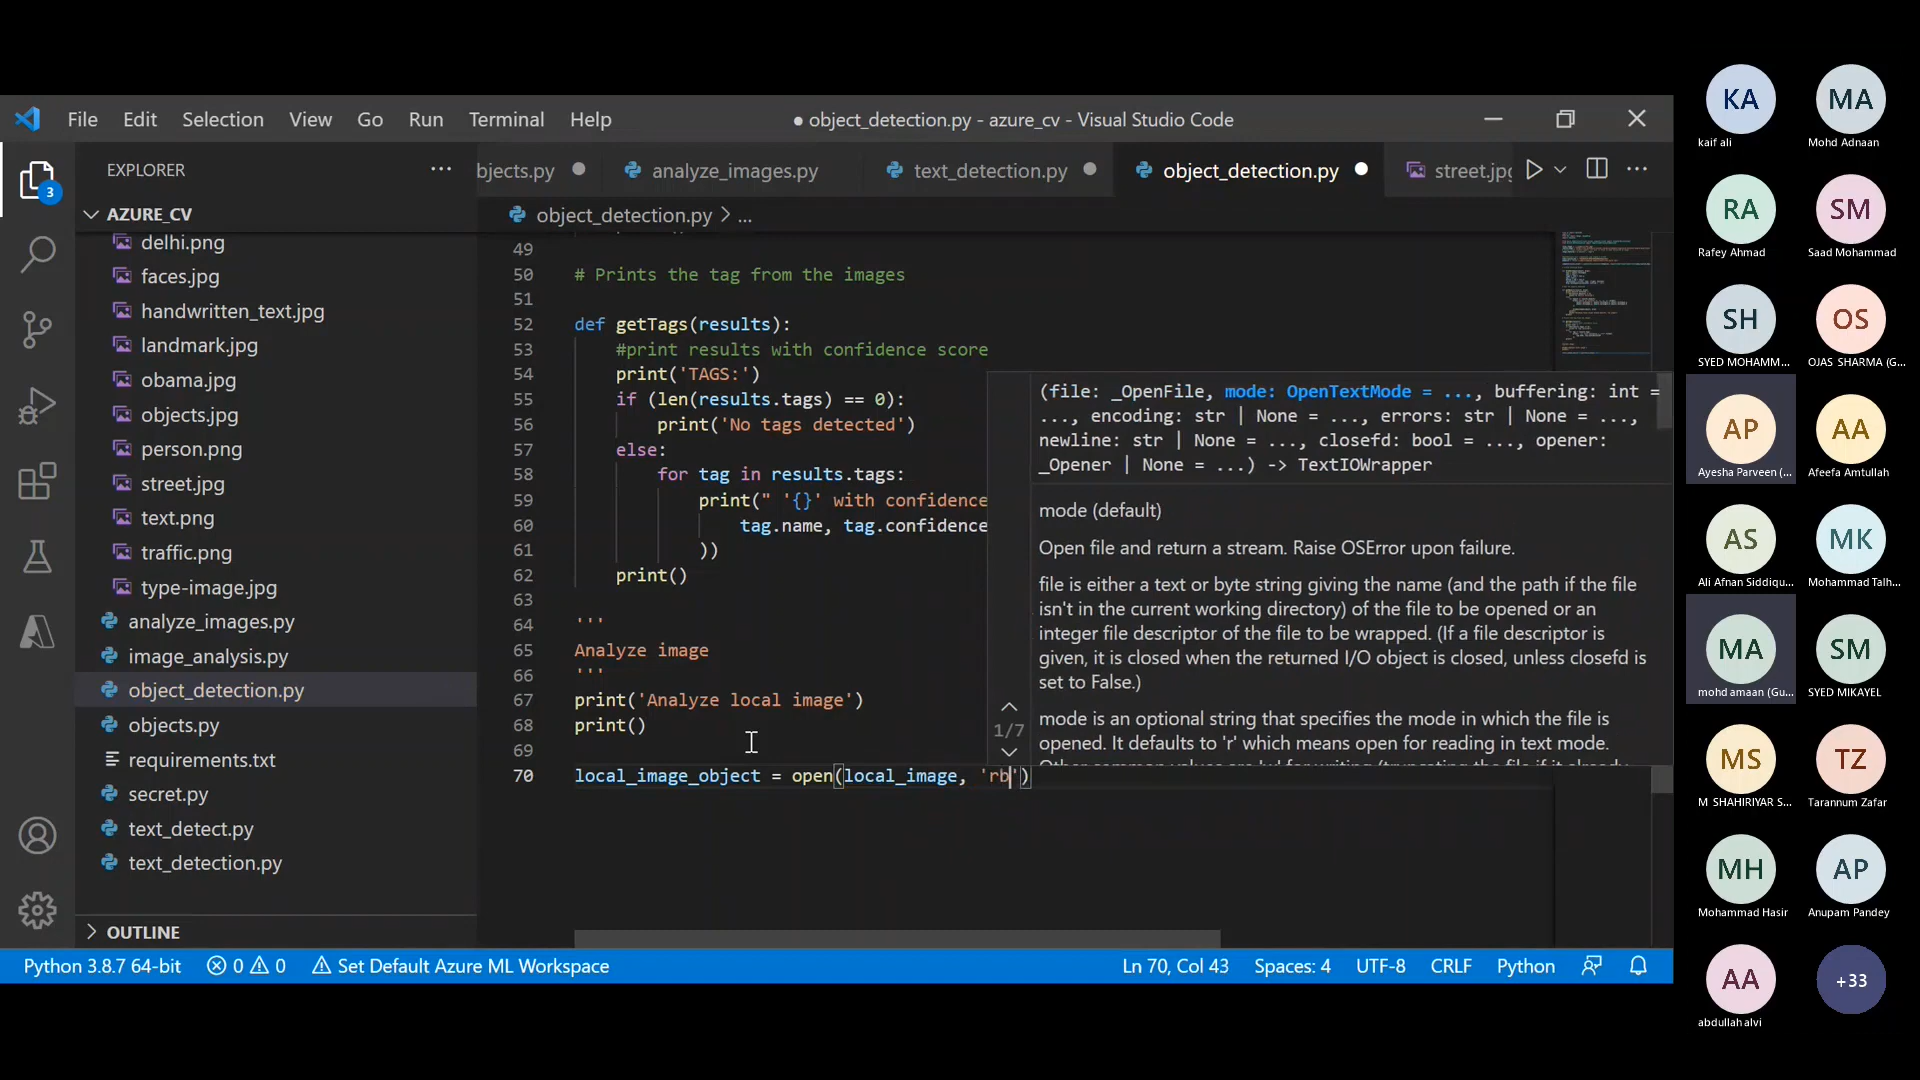 File Edit Selection View Go Run Terminal Help
● object_detection.py - azure_cv - Visual Studio Code
EXPLORER
bjects.py
analyze_images.py
text_detection.py
object_detection.py
street.jpg
AZURE_CV
object_detection.py > ...
delhi.png
faces.jpg
handwritten_text.jpg
landmark.jpg
obama.jpg
objects.jpg
person.png
street.jpg
text.png
traffic.png
type-image.jpg
analyze_images.py
image_analysis.py
object_detection.py
objects.py
requirements.txt
secret.py
text_detect.py
text_detection.py
OUTLINE
3
49
50 # Prints the tag from the images
51
52 def getTags(results):
53 #print results with confidence score
54 print('TAGS:')
55 if (len(results.tags) == 0):
56 print('No tags detected')
57 else:
58 for tag in results.tags:
59 print(" '{}' with confidence
60 tag.name, tag.confidence
61 ))
62 print()
63
64 '''
65 Analyze image
66 '''
67 print('Analyze local image')
68 print()
69
70 local_image_object = open(local_image, 'rb')
(file: _OpenFile, mode: OpenTextMode = ..., buffering: int =
..., encoding: str | None = ..., errors: str | None = ...,
newline: str | None = ..., closefd: bool = ..., opener:
_Opener | None = ...) -> TextIOWrapper
mode (default)
Open file and return a stream. Raise OSError upon failure.
file is either a text or byte string giving the name (and the path if the file
isn't in the current working directory) of the file to be opened or an
integer file descriptor of the file to be wrapped. (If a file descriptor is
given, it is closed when the returned I/O object is closed, unless closefd is
set to False.)
mode is an optional string that specifies the mode in which the file is
opened. It defaults to 'r' which means open for reading in text mode.
1/7
Python 3.8.7 64-bit
0
0
Set Default Azure ML Workspace
Ln 70, Col 43
Spaces: 4
UTF-8
CRLF
Python
KA
kaif ali
MA
Mohd Adnaan
RA
Rafey Ahmad
SM
Saad Mohammad
SH
SYED MOHAMM...
OS
OJAS SHARMA (G...
AP
Ayesha Parveen (...
AA
Afeefa Amtullah
AS
Ali Afnan Siddiqu...
MK
Mohammad Talh...
MA
mohd amaan (Gu...
SM
SYED MIKAYEL
MS
M SHAHIRIYAR S...
TZ
Tarannum Zafar
MH
Mohammad Hasir
AP
Anupam Pandey
AA
abdullah alvi
+33